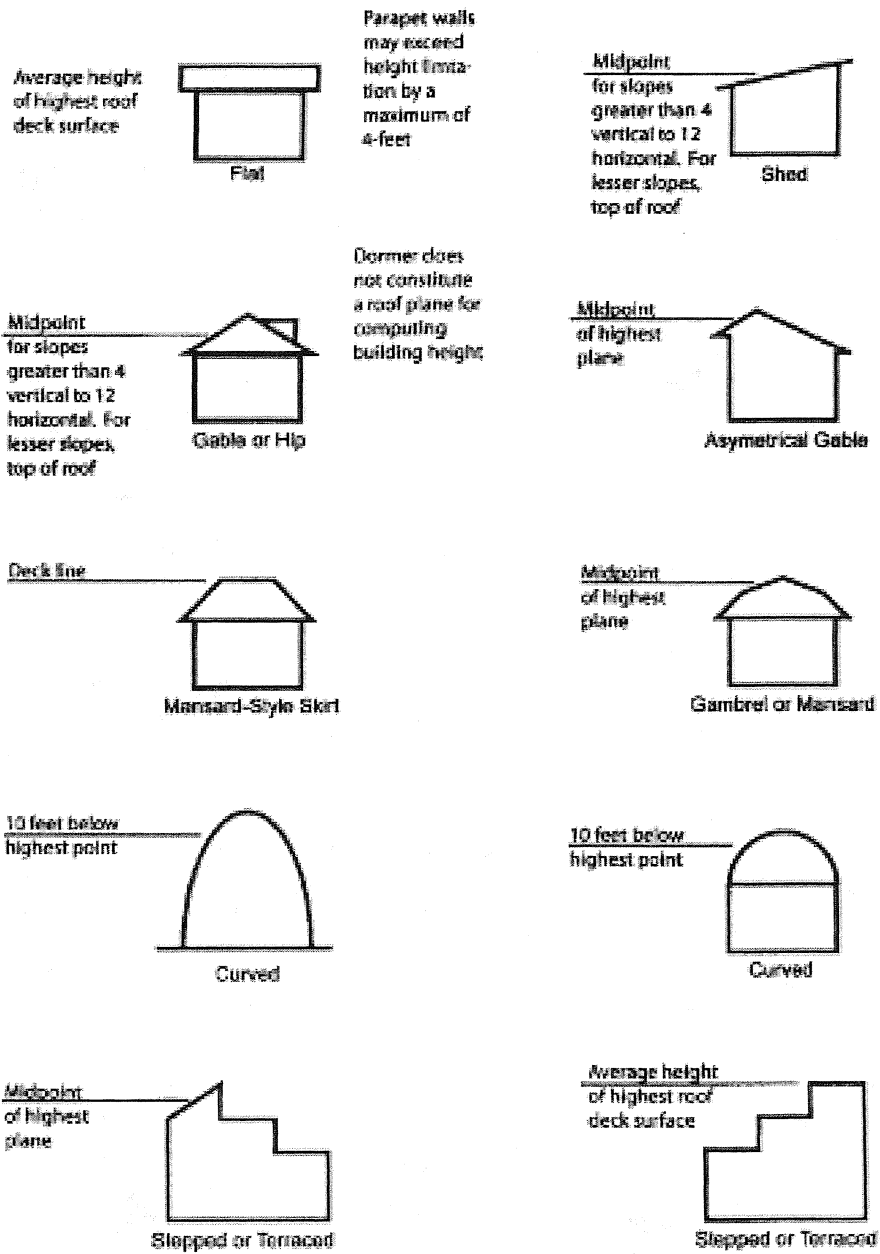 Average height
of highest roof
deck surface
Flat
Parapet walls
may exceed
height limita-
tion by a
maximum of
4-feet
Midpoint
for slopes
greater than 4
vertical to 12
horizontal. For
lesser slopes,
top of roof
Shed
Midpoint
for slopes
greater than 4
vertical to 12
horizontal. For
lesser slopes,
top of roof
Gable or Hip
Dormer does
not constitute
a roof plane for
computing
building height
Midpoint
of highest
plane
Asymetrical Gable
Deck line
Mansard-Style Skirt
Midpoint
of highest
plane
Gambrel or Mansard
10 feet below
highest point
Curved
10 feet below
highest point
Curved
Midpoint
of highest
plane
Stepped or Terraced
Average height
of highest roof
deck surface
Stepped or Terraced